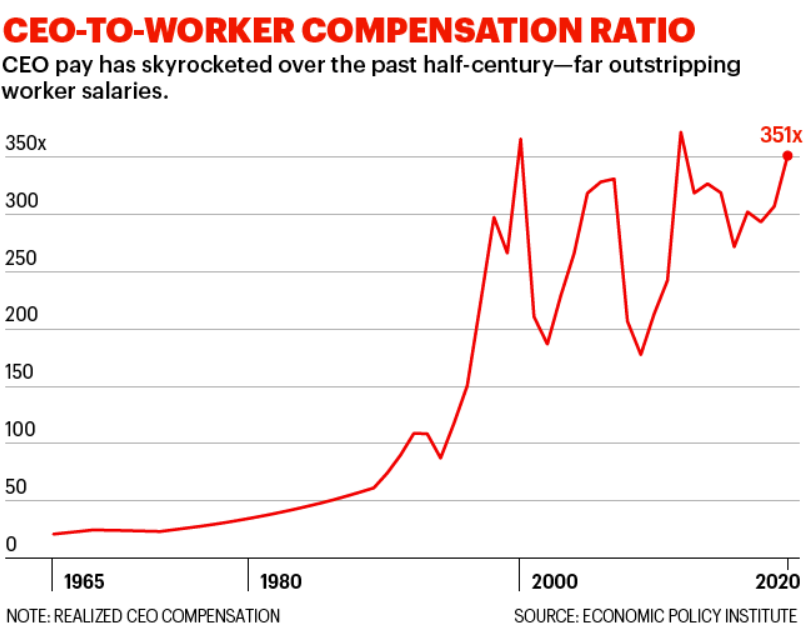 CEO-TO-WORKER COMPENSATION RATIO
CEO pay has skyrocketed over the past half-century—far outstripping
worker salaries.
351x
350x
300
250
200
150
100
50
0
1965 1980 2000 2020
NOTE: REALIZED CEO COMPENSATION SOURCE: ECONOMIC POLICY INSTITUTE